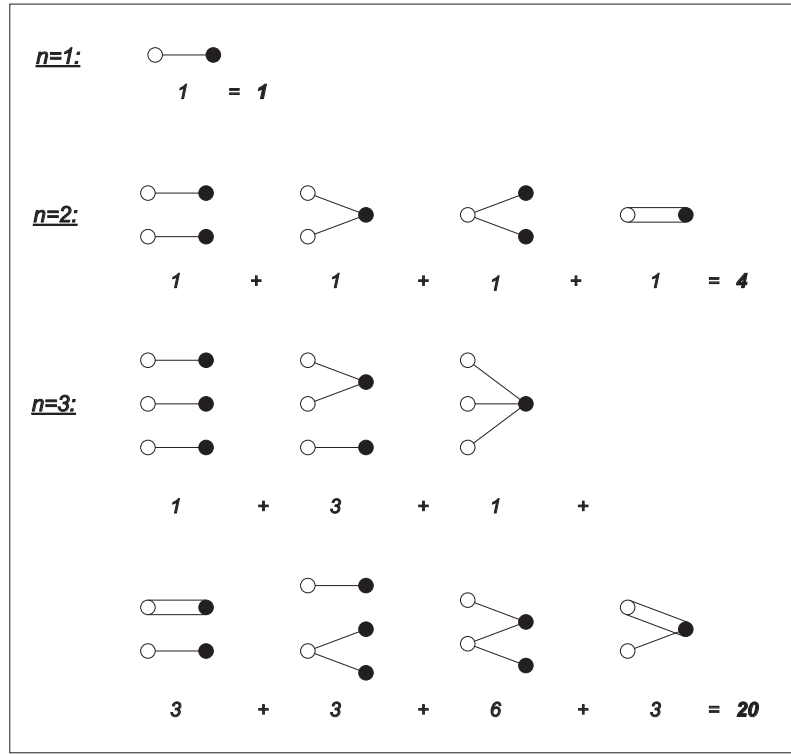 n=1:
1 = 1
n=2:
1 + 1 + 1 + 1 = 4
n=3:
1 + 3 + 1 +
3 + 3 + 6 + 3 = 20